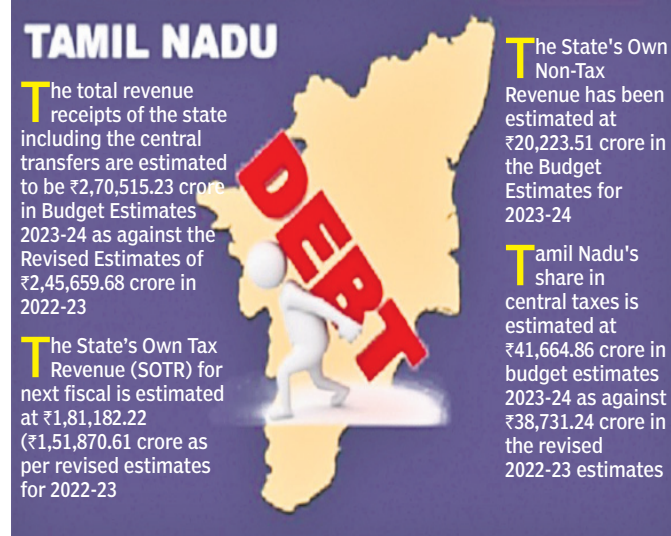 TAMIL NADU
The total revenue
receipts of the state
including the central
transfers are estimated
to be ₹2,70,515.23 crore
in Budget Estimates
2023-24 as against the
Revised Estimates of
₹2,45,659.68 crore in
2022-23
The State’s Own Tax
Revenue (SOTR) for
next fiscal is estimated
at ₹1,81,182.22
(₹1,51,870.61 crore as
per revised estimates
for 2022-23
DEBT
The State’s Own
Non-Tax
Revenue has been
estimated at
₹20,223.51 crore in
the Budget
Estimates for
2023-24
Tamil Nadu's
share in
central taxes is
estimated at
₹41,664.86 crore in
budget estimates
2023-24 as against
₹38,731.24 crore in
the revised
2022-23 estimates